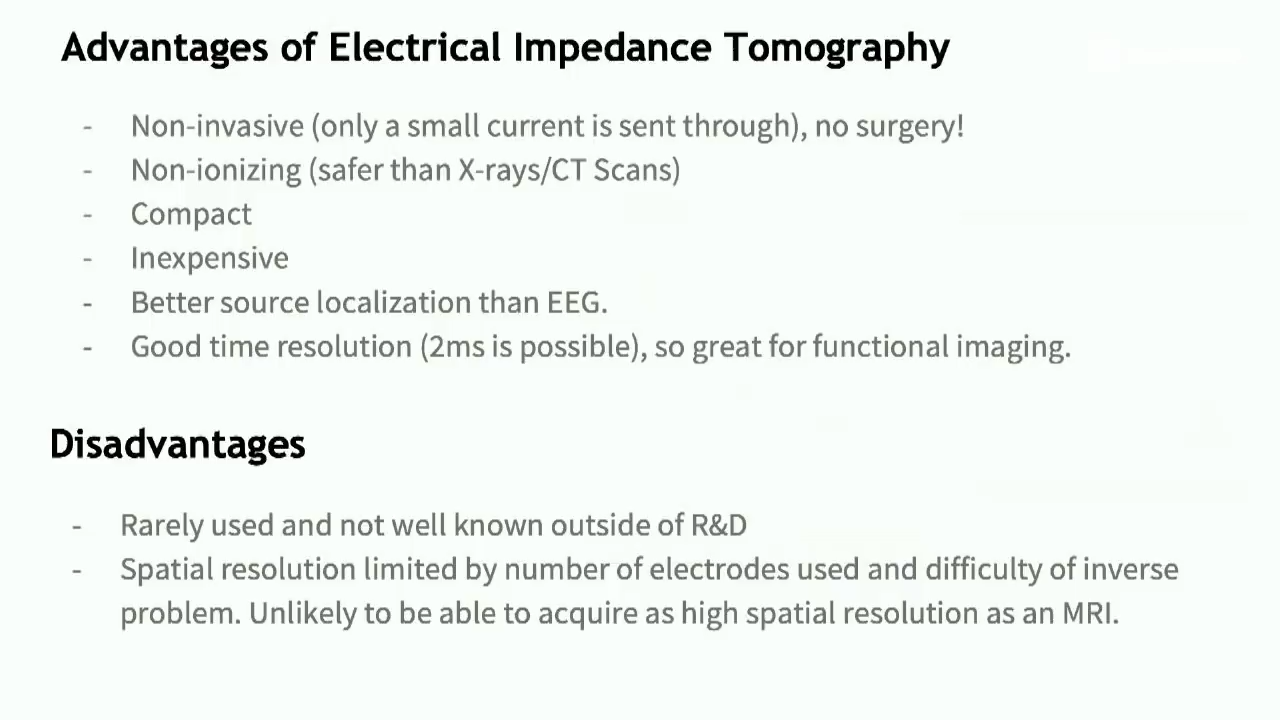 Advantages of Electrical Impedance Tomography
- Non-invasive (only a small current is sent through), no surgery!
- Non-ionizing (safer than X-rays/CT Scans)
- Compact
- Inexpensive
- Better source localization than EEG.
- Good time resolution (2ms is possible), so great for functional imaging.
Disadvantages
- Rarely used and not well known outside of R&D
- Spatial resolution limited by number of electrodes used and difficulty of inverse
problem. Unlikely to be able to acquire as high spatial resolution as an MRI.